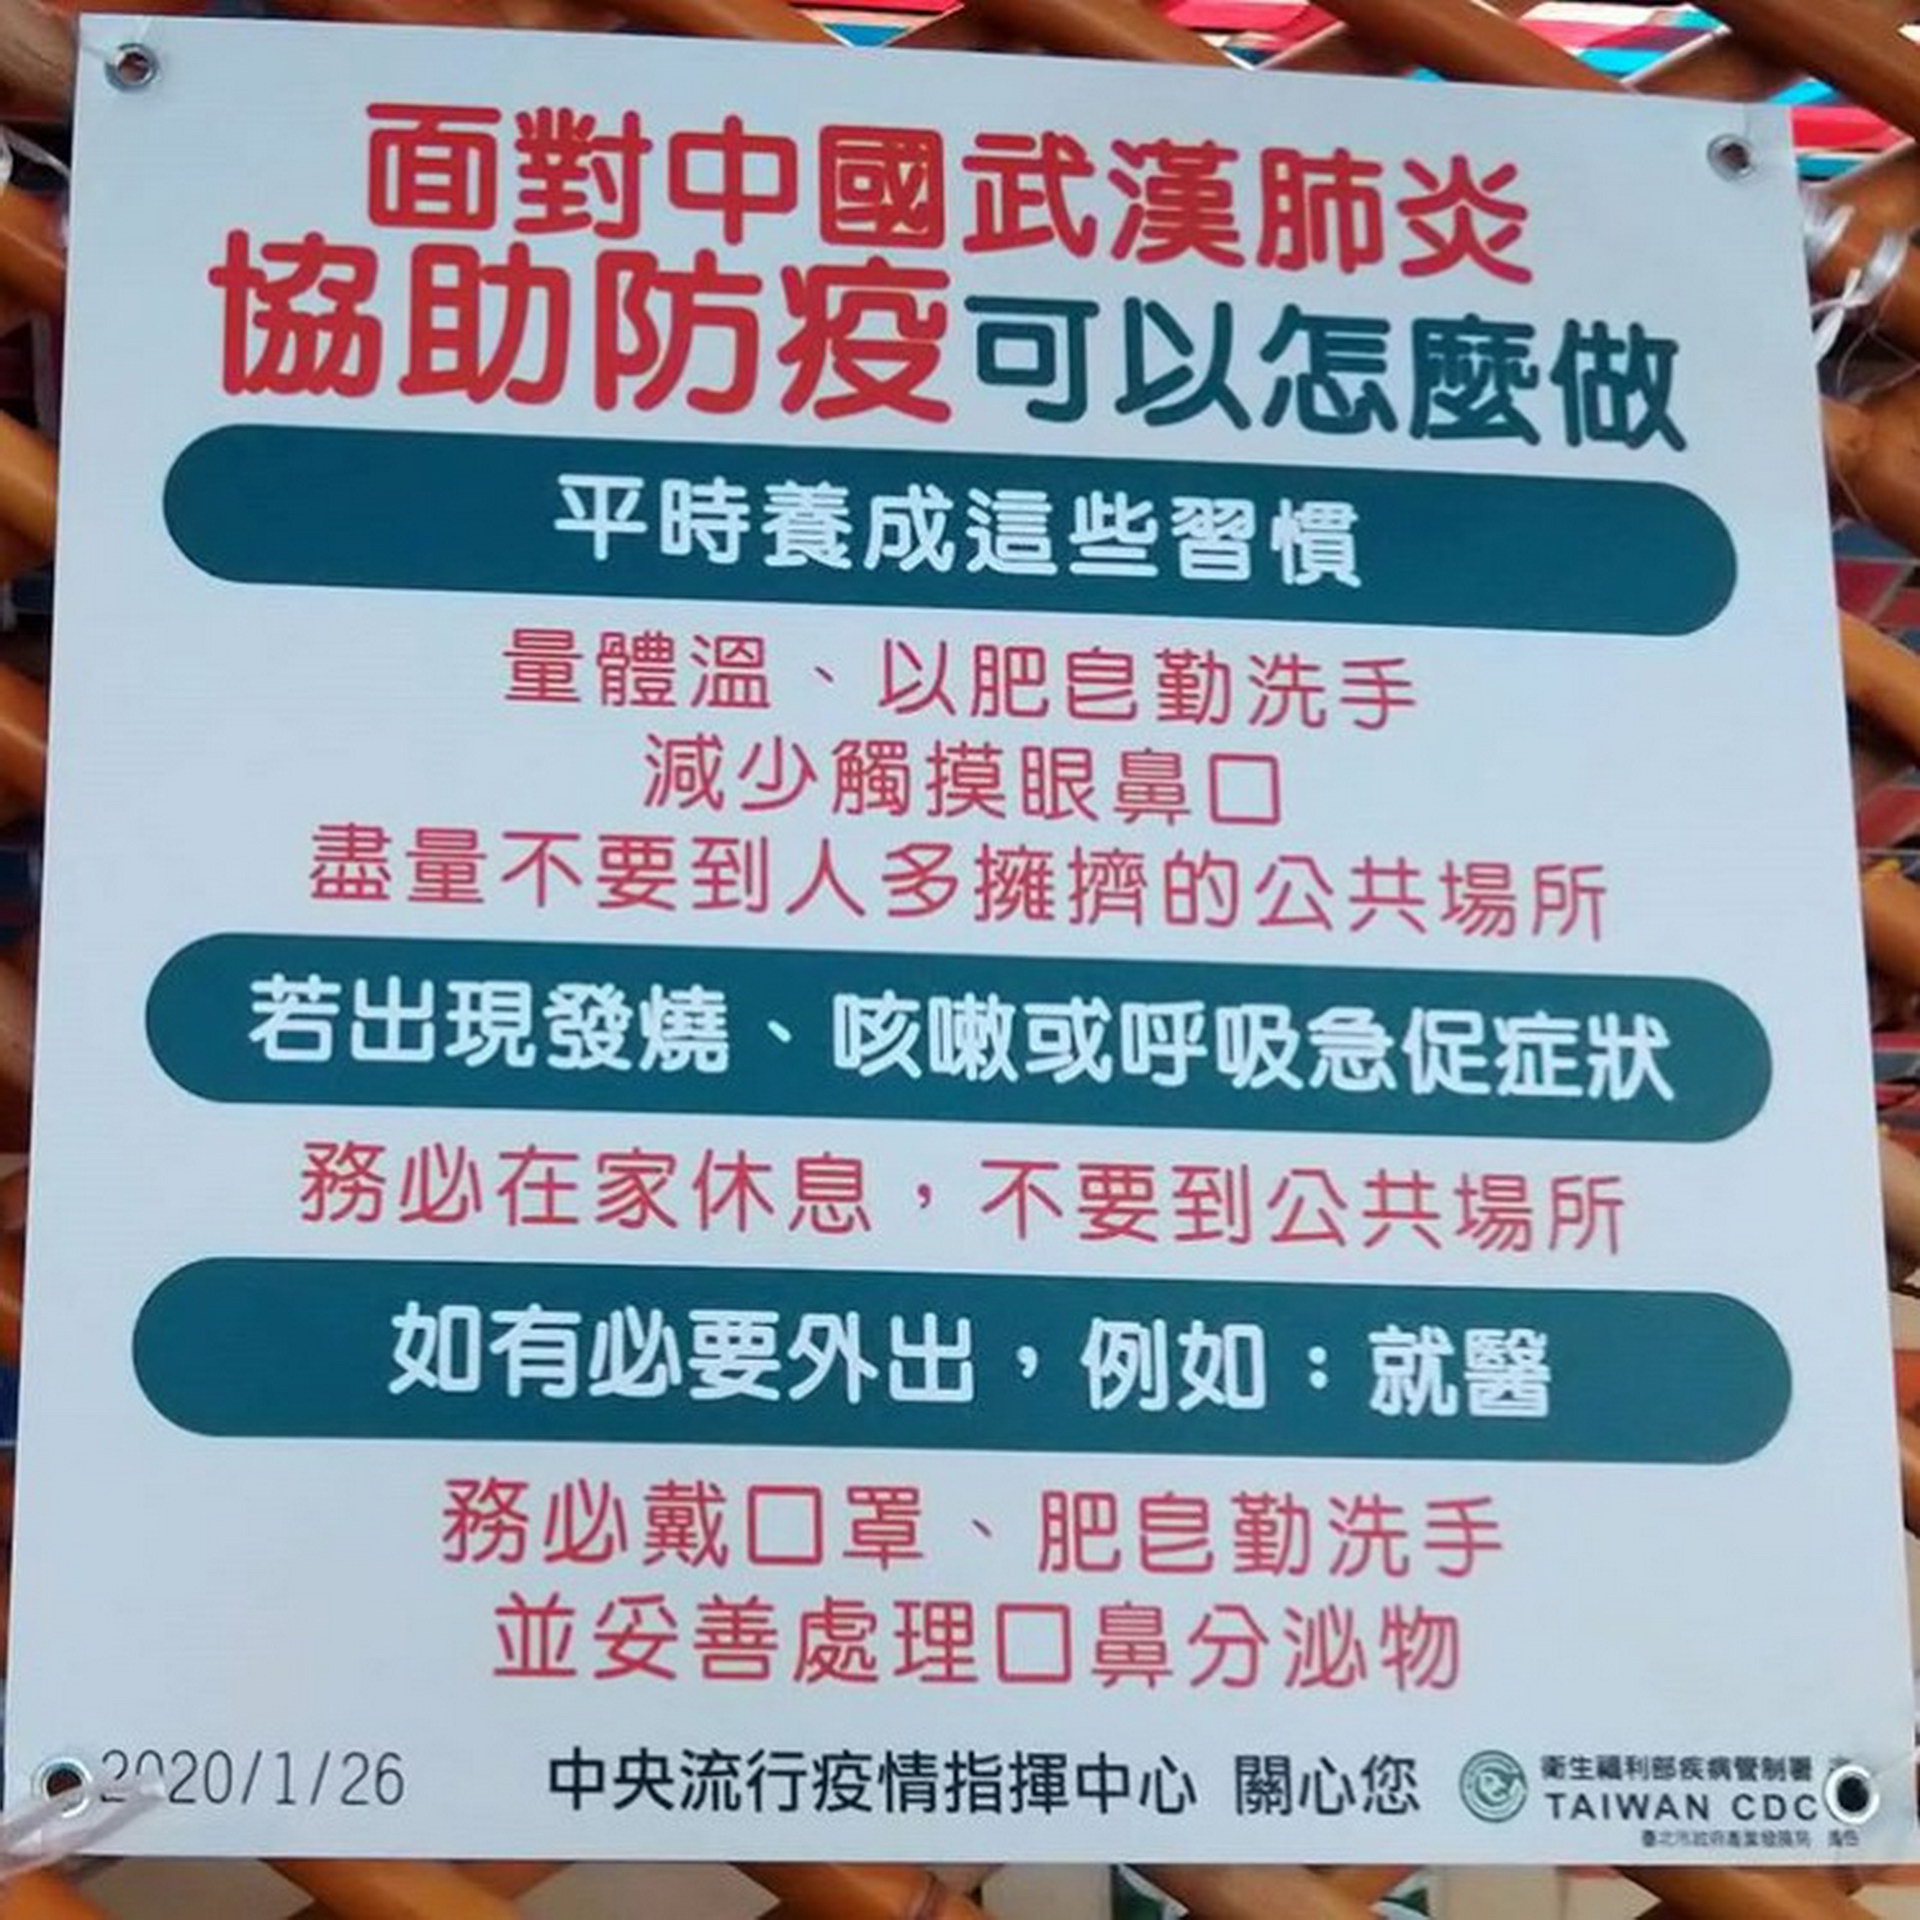 面對中國武漢肺炎
協助防疫可以怎麼做
平時養成這些習慣
量體溫、以肥皂勤洗手
減少觸摸眼鼻口
盡量不要到人多擁擠的公共場所
若出現發燒、咳嗽或呼吸急促症狀
務必在家休息，不要到公共場所
如有必要外出，例如：就醫
務必戴口罩、肥皂勤洗手
並妥善處理口鼻分泌物
2020/1/26 中央流行疫情指揮中心 關心您
衛生福利部疾病管制署
TAIWAN CDC
臺北市政府產業發展局 廣告